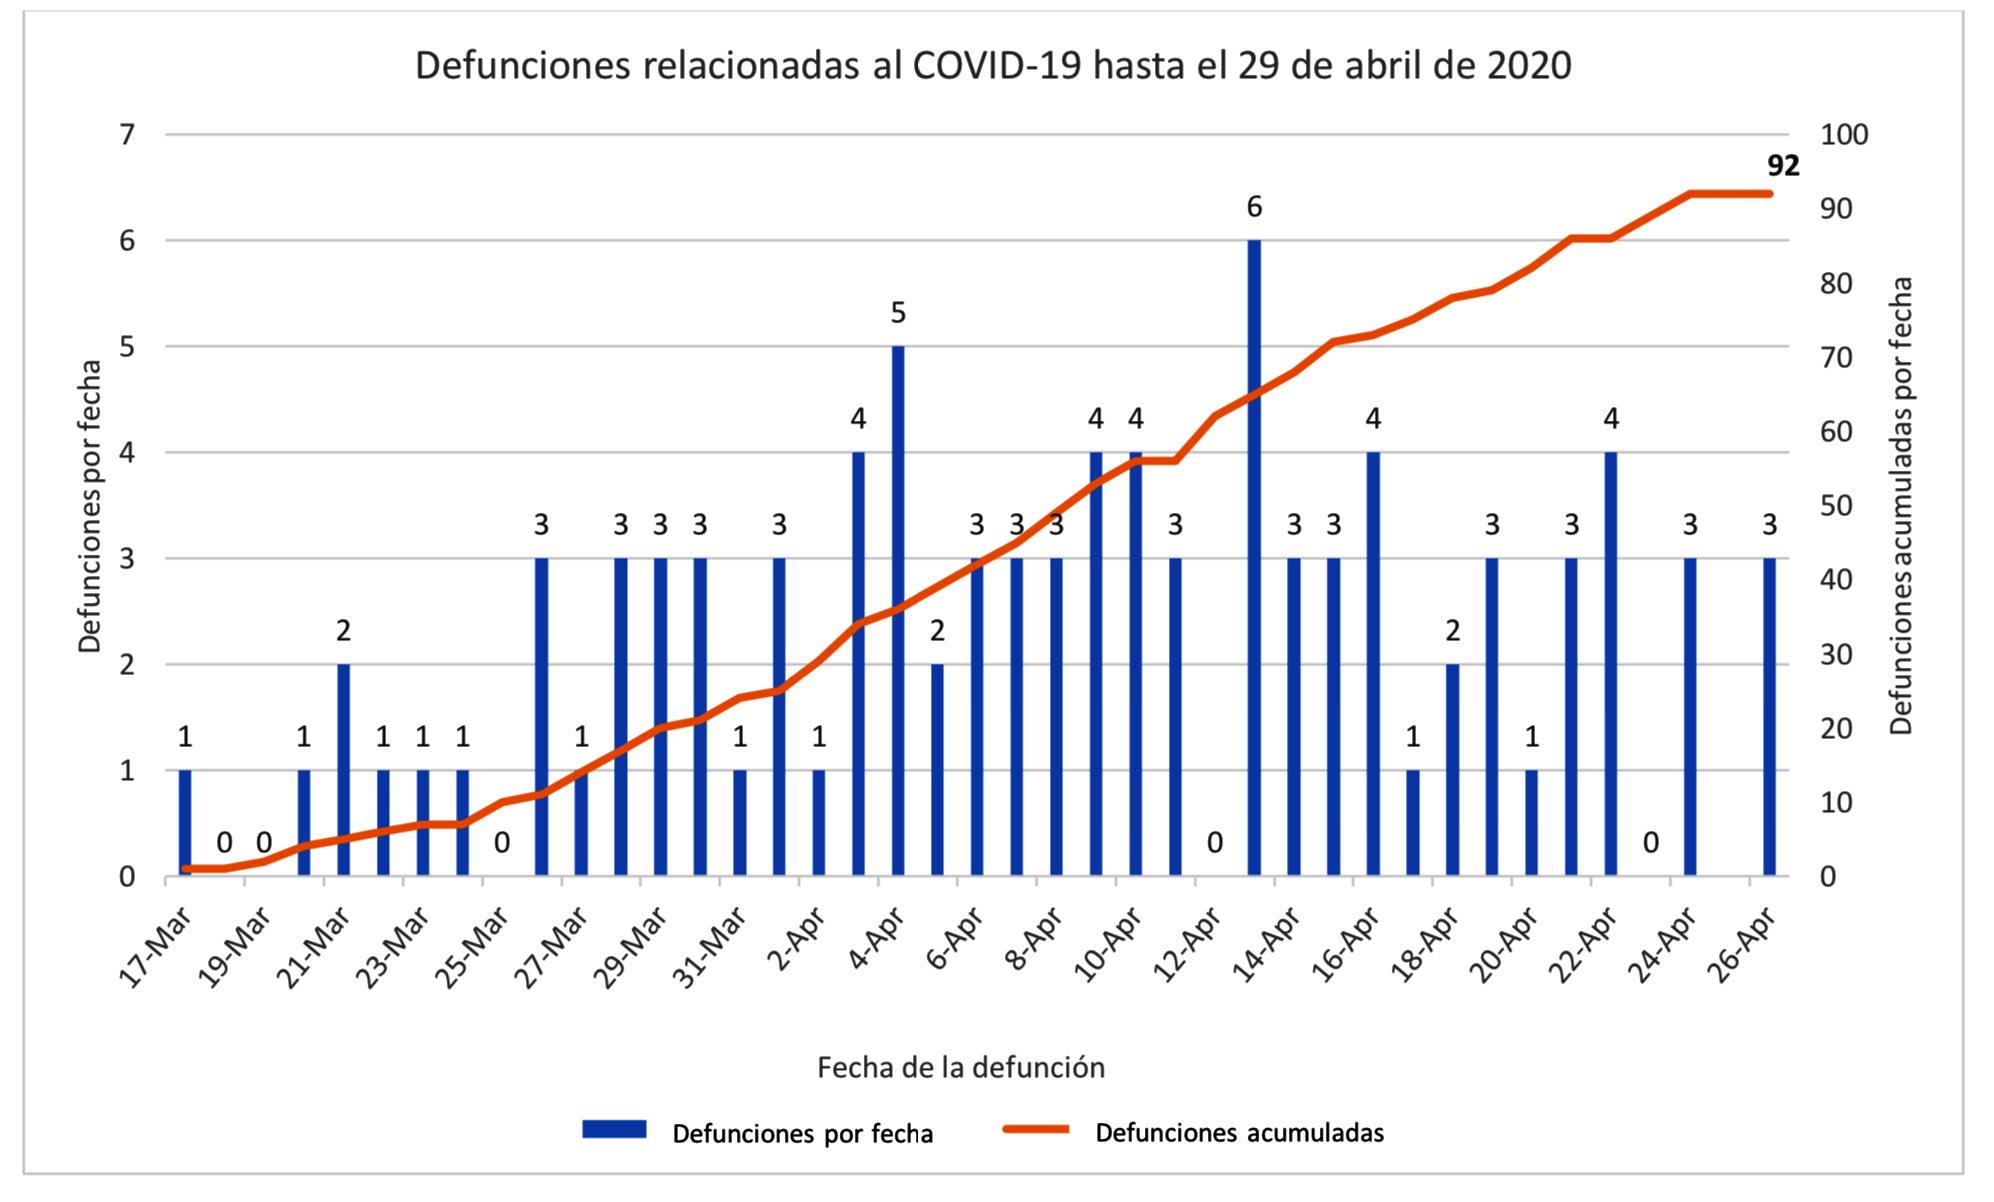 Defunciones relacionadas al COVID-19 hasta el 29 de abril de 2020
7
6
5
4
3
2
1
0
Defunciones por fecha
100
90
80
70
60
50
40
30
20
10
0
Defunciones acumuladas por fecha
1 0 0 1 2 1 1 1 0 3 1 3 3 3 1 3 1 4 5 2 3 3 3 4 4 3 0 6 3 3 4 1 2 3 1 3 4 0 3 3
92
17-Mar 19-Mar 21-Mar 23-Mar 25-Mar 27-Mar 29-Mar 31-Mar 2-Apr 4-Apr 6-Apr 8-Apr 10-Apr 12-Apr 14-Apr 16-Apr 18-Apr 20-Apr 22-Apr 24-Apr 26-Apr
Fecha de la defunción
Defunciones por fecha Defunciones acumuladas